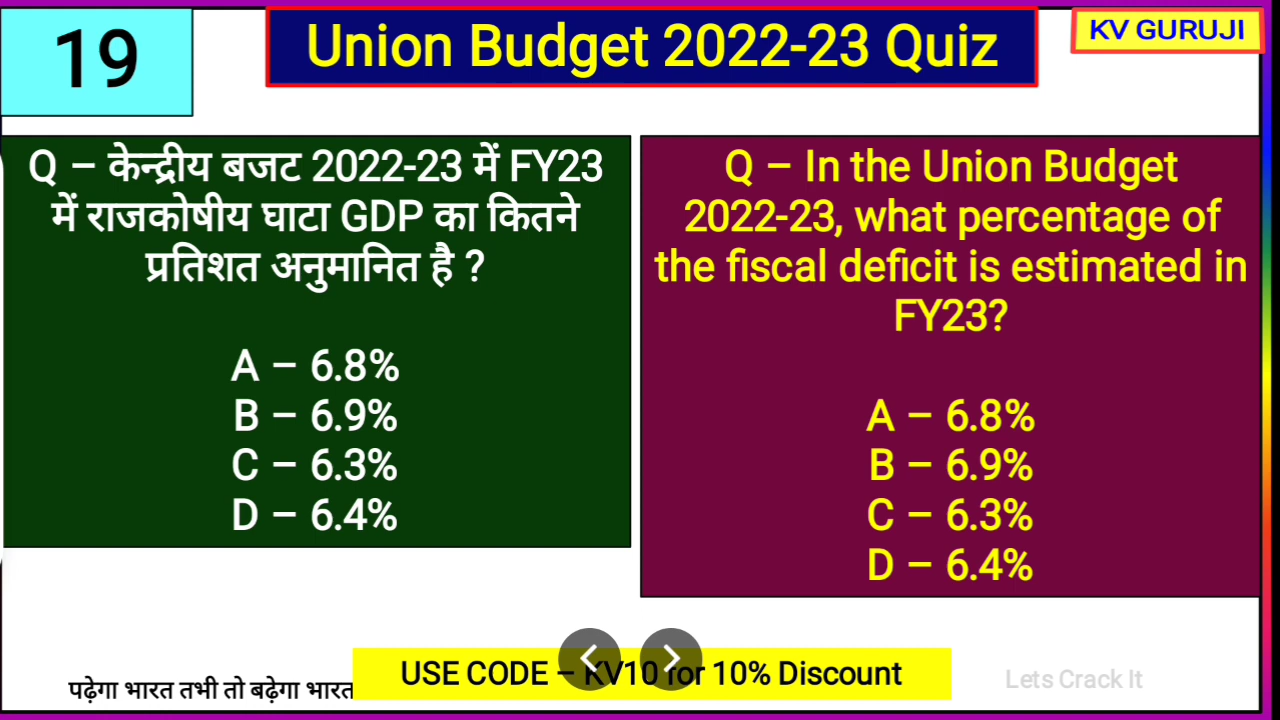 19
Union Budget 2022-23 Quiz
KV GURUJI
Q – केन्द्रीय बजट 2022-23 में FY23
में राजकोषीय घाटा GDP का कितने
प्रतिशत अनुमानित है ?
A – 6.8%
B – 6.9%
C – 6.3%
D – 6.4%
Q – In the Union Budget
2022-23, what percentage of
the fiscal deficit is estimated in
FY23?
A – 6.8%
B – 6.9%
C – 6.3%
D – 6.4%
पढ़ेगा भारत तभी तो बढ़ेगा भारत
USE CODE – KV10 for 10% Discount
Lets Crack It